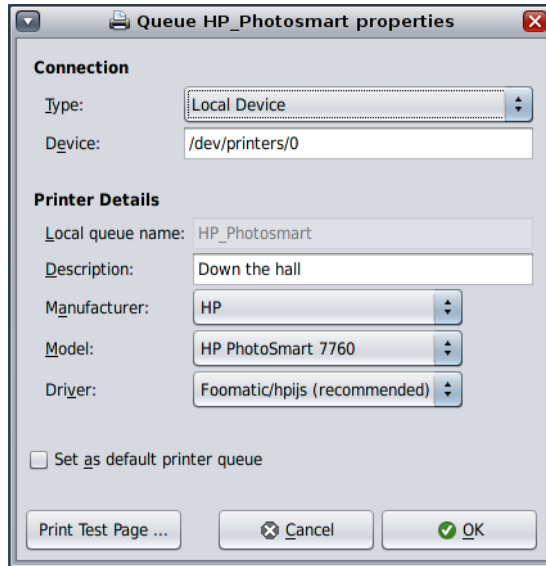 Queue HP_Photosmart properties
Connection
Type: Local Device
Device: /dev/printers/0
Printer Details
Local queue name: HP_Photosmart
Description: Down the hall
Manufacturer: HP
Model: HP PhotoSmart 7760
Driver: Foomatic/hpijs (recommended)
Set as default printer queue
Print Test Page ... Cancel OK